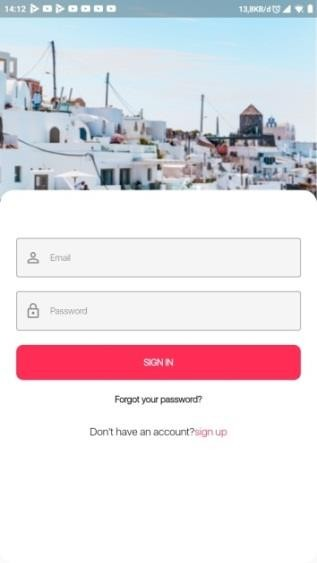 14:12 13,8KB/d
Email
Password
SIGN IN
Forgot your password?
Don't have an account?sign up